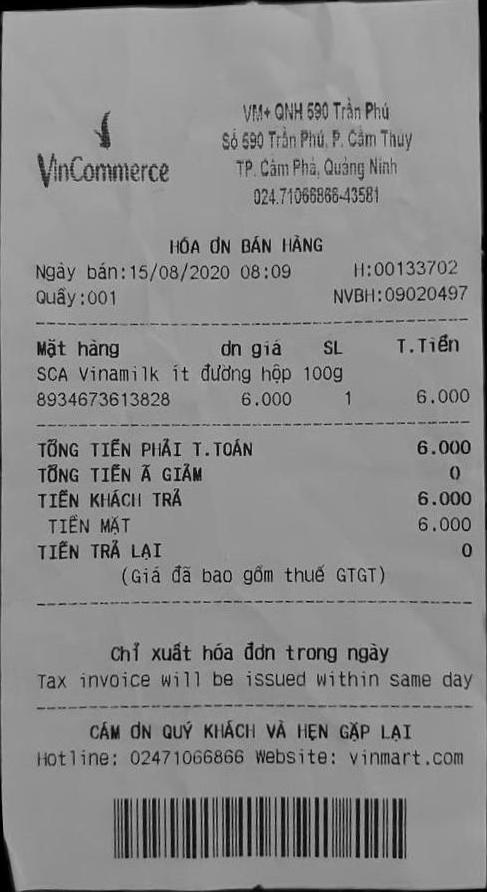 VinCommerce
VM+ QNH 590 Trần Phú
Số 590 Trần Phú, P. Cẩm Thủy
TP. Cẩm Phả, Quảng Ninh
024.71066866-43581
HÓA ĐN BÁN HÀNG
Ngày bán:15/08/2020 08:09 H:00133702
Quầy:001 NVBH:09020497
Mặt hàng đn giá SL T.Tiền
SCA Vinamilk ít đường hộp 100g
8934673613828 6.000 1 6.000
TỔNG TIỀN PHẢI T.TOÁN 6.000
TỔNG TIỀN Ã GIẢM 0
TIỀN KHÁCH TRẢ 6.000
TIỀN MẶT 6.000
TIỀN TRẢ LẠI 0
(Giá đã bao gồm thuế GTGT)
Chỉ xuất hóa đơn trong ngày
Tax invoice will be issued within same day
CÁM ƠN QUÝ KHÁCH VÀ HẸN GẶP LẠI
Hotline: 02471066866 Website: vinmart.com